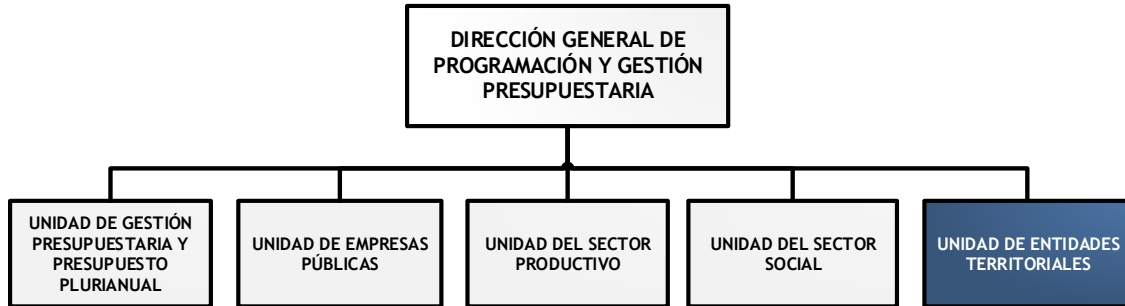 DIRECCIÓN GENERAL DE
PROGRAMACIÓN Y GESTIÓN
PRESUPUESTARIA
UNIDAD DE GESTIÓN
PRESUPUESTARIA Y
PRESUPUESTO
PLURIANUAL
UNIDAD DE EMPRESAS
PÚBLICAS
UNIDAD DEL SECTOR
PRODUCTIVO
UNIDAD DEL SECTOR
SOCIAL
UNIDAD DE ENTIDADES
TERRITORIALES